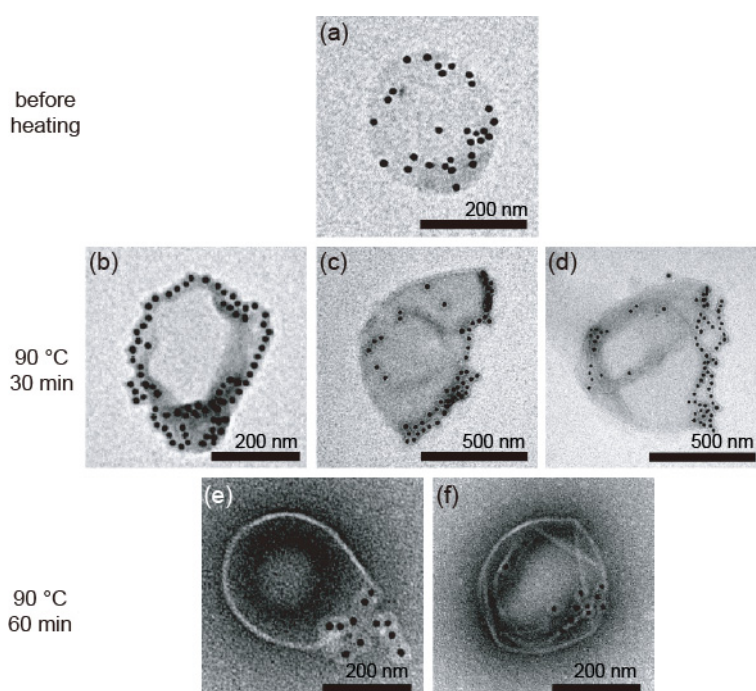 (a)
before
heating
200 nm
(b)
(c)
(d)
90 °C
30 min
200 nm
500 nm
500 nm
(e)
(f)
90 °C
60 min
200 nm
200 nm